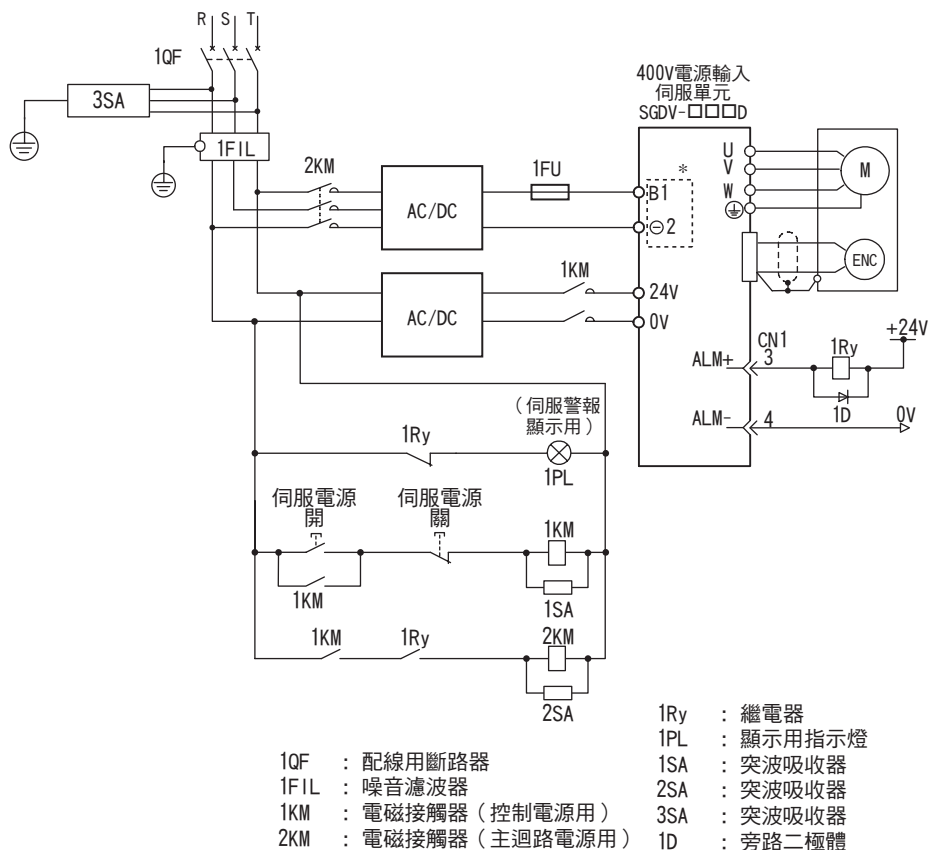 R S T
1QF
3SA
1FIL
400V電源輸入
伺服單元
SGDV-□□□D
2KM
AC/DC
1FU
*
B1
⊖2
U
V
W
M
ENC
AC/DC
1KM
24V
0V
CN1
ALM+
3
1Ry
+24V
1D
ALM-
4
0V
(伺服警報
顯示用)
1Ry
1PL
伺服電源
開
伺服電源
關
1KM
1KM
1SA
1KM
1Ry
2KM
2SA
1QF : 配線用斷路器
1FIL : 噪音濾波器
1KM : 電磁接觸器(控制電源用)
2KM : 電磁接觸器(主迴路電源用)
1Ry : 繼電器
1PL : 顯示用指示燈
1SA : 突波吸收器
2SA : 突波吸收器
3SA : 突波吸收器
1D : 旁路二極體